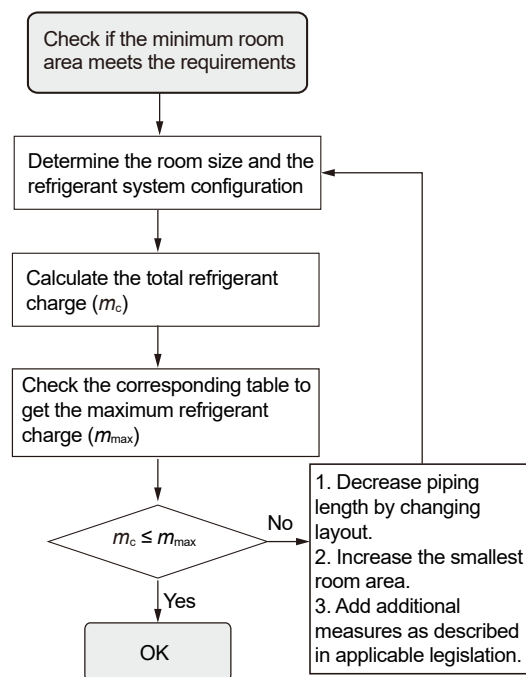 Check if the minimum room
area meets the requirements
Determine the room size and the
refrigerant system configuration
Calculate the total refrigerant
charge (mc)
Check the corresponding table to
get the maximum refrigerant
charge (mmax)
mc ≤ mmax
No
Yes
OK
1. Decrease piping
length by changing
layout.
2. Increase the smallest
room area.
3. Add additional
measures as described
in applicable legislation.